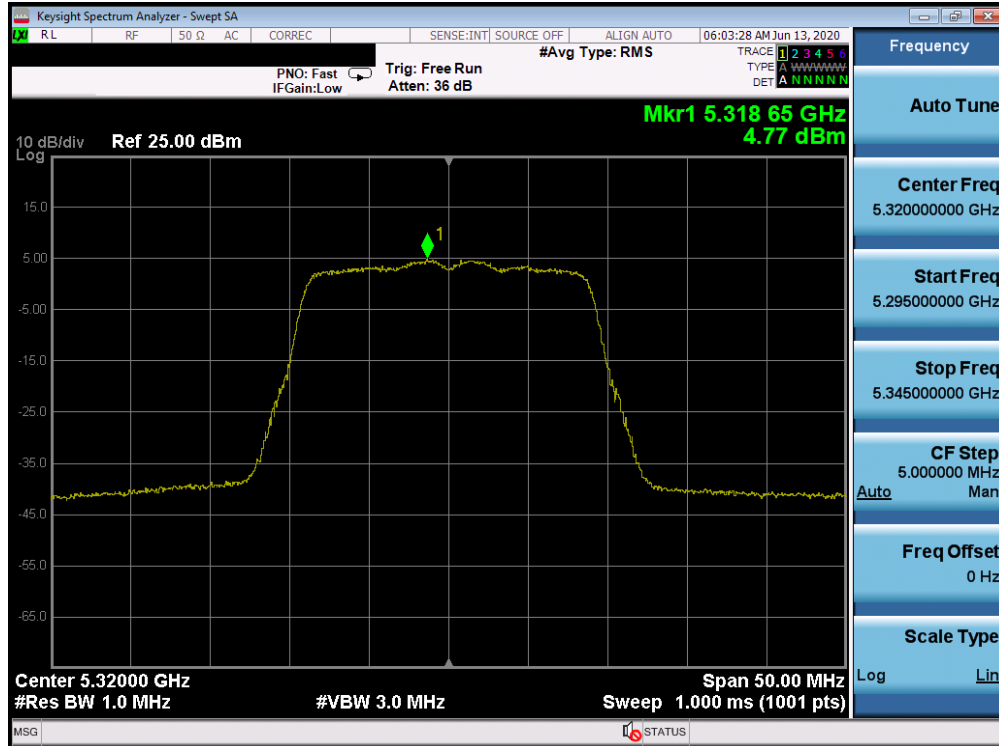 Keysight Spectrum Analyzer - Swept SA
LXI RL RF 50 Ω AC CORREC SENSE:INT SOURCE OFF ALIGN AUTO 06:03:28 AM Jun 13, 2020
#Avg Type: RMS
TRACE 1 2 3 4 5 6
TYPE A WWWWW
DET A N N N N N
PNO: Fast
IFGain:Low
Trig: Free Run
Atten: 36 dB
Mkr1 5.318 65 GHz
4.77 dBm
10 dB/div
Log
Ref 25.00 dBm
15.0
5.00
-5.00
-15.0
-25.0
-35.0
-45.0
-55.0
-65.0
1
Center 5.32000 GHz
#Res BW 1.0 MHz
#VBW 3.0 MHz
Span 50.00 MHz
Sweep 1.000 ms (1001 pts)
MSG
STATUS
Frequency
Auto Tune
Center Freq
5.320000000 GHz
Start Freq
5.295000000 GHz
Stop Freq
5.345000000 GHz
CF Step
5.000000 MHz
Auto Man
Freq Offset
0 Hz
Scale Type
Log Lin